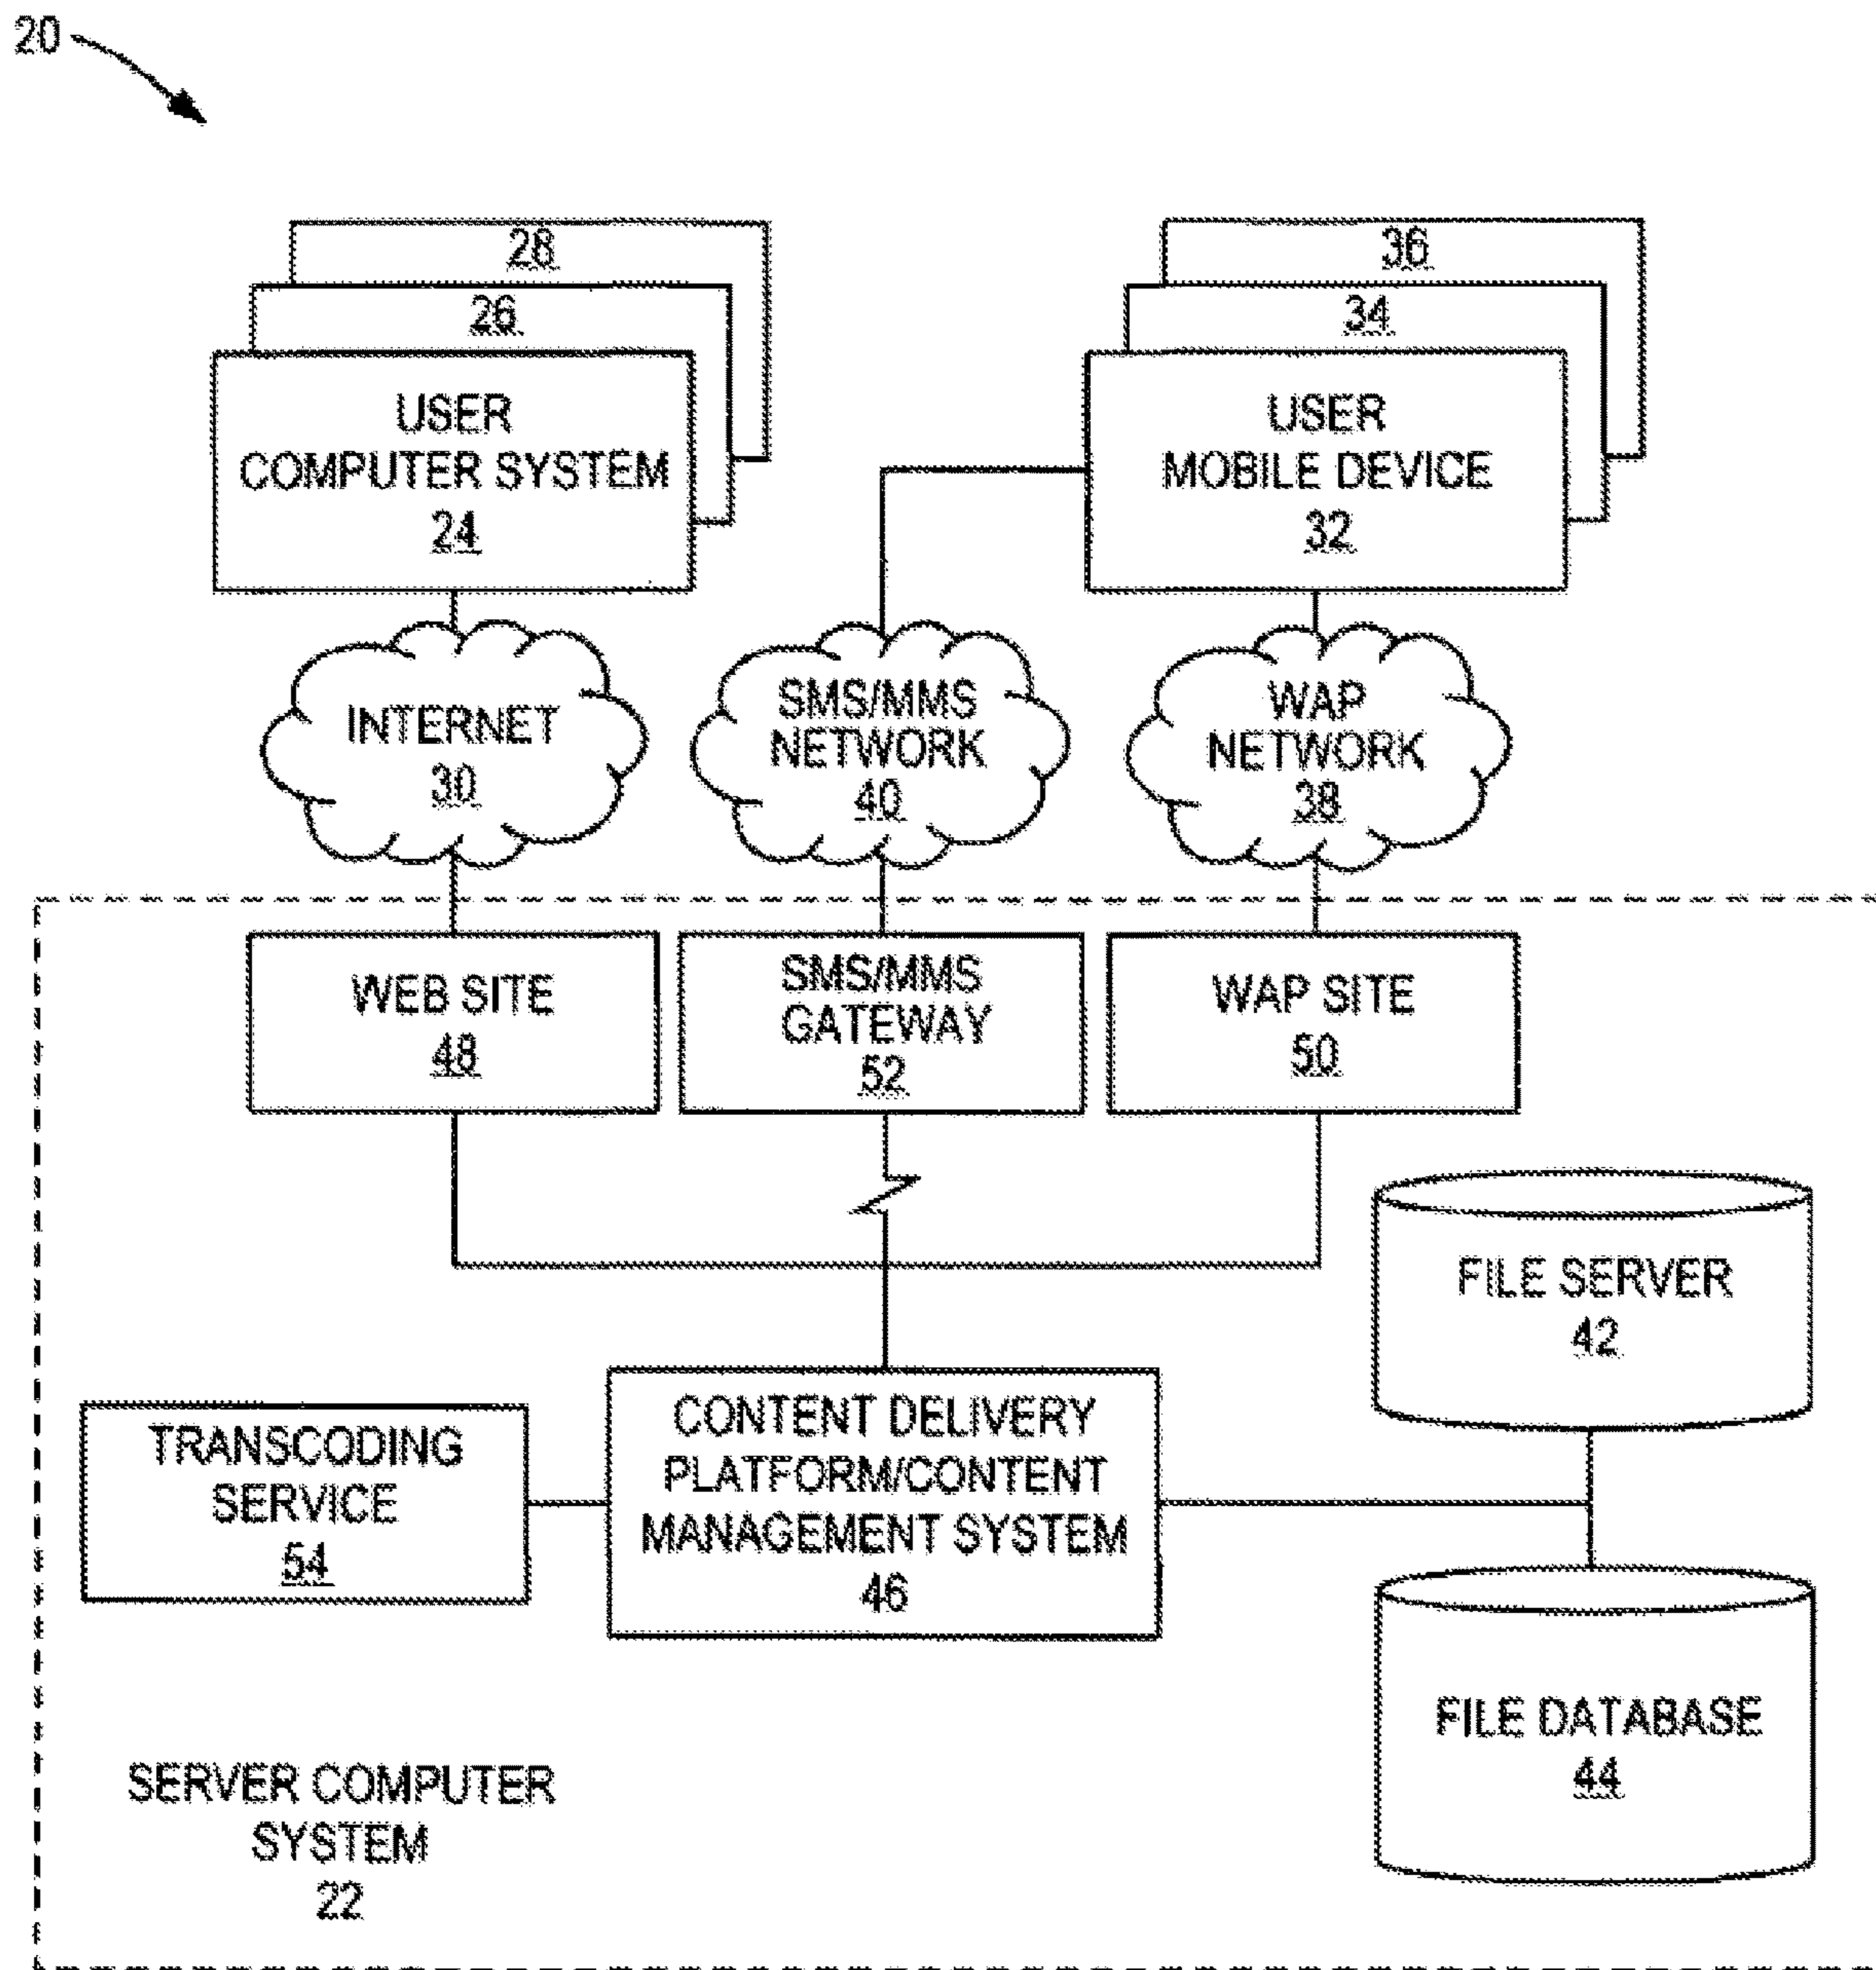 20
28
26
USER
COMPUTER SYSTEM
24
36
34
USER
MOBILE DEVICE
32
INTERNET
30
SMS/MMS
NETWORK
40
WAP
NETWORK
38
WEB SITE
48
SMS/MMS
GATEWAY
52
WAP SITE
50
FILE SERVER
42
TRANSCODING
SERVICE
54
CONTENT DELIVERY
PLATFORM/CONTENT
MANAGEMENT SYSTEM
46
FILE DATABASE
44
SERVER COMPUTER
SYSTEM
22